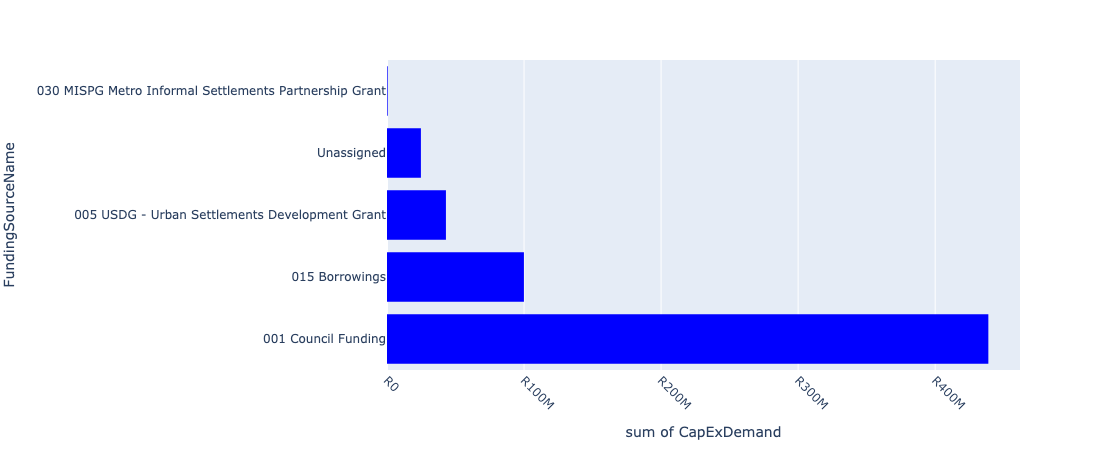 030 MISPG Metro Informal Settlements Partnership Grant
Unassigned
005 USDG - Urban Settlements Development Grant
015 Borrowings
001 Council Funding
FundingSourceName
R0
R100M
R200M
R300M
R400M
sum of CapExDemand